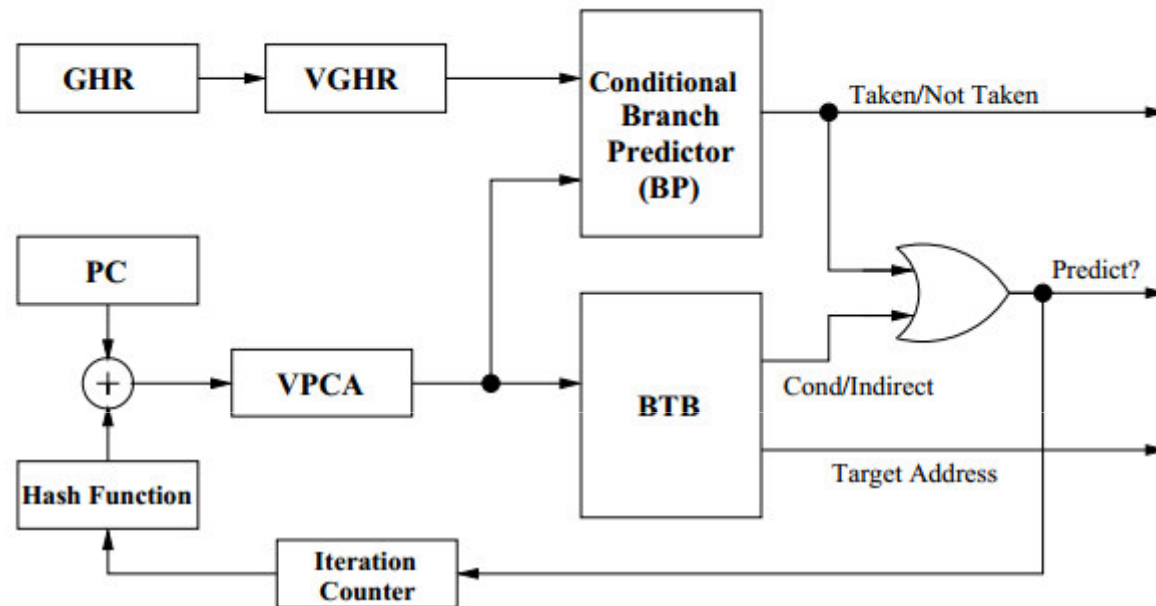 GHR
VGHR
Conditional
Branch
Predictor
(BP)
Taken/Not Taken
PC
Predict?
+
VPCA
BTB
Cond/Indirect
Target Address
Hash Function
Iteration
Counter